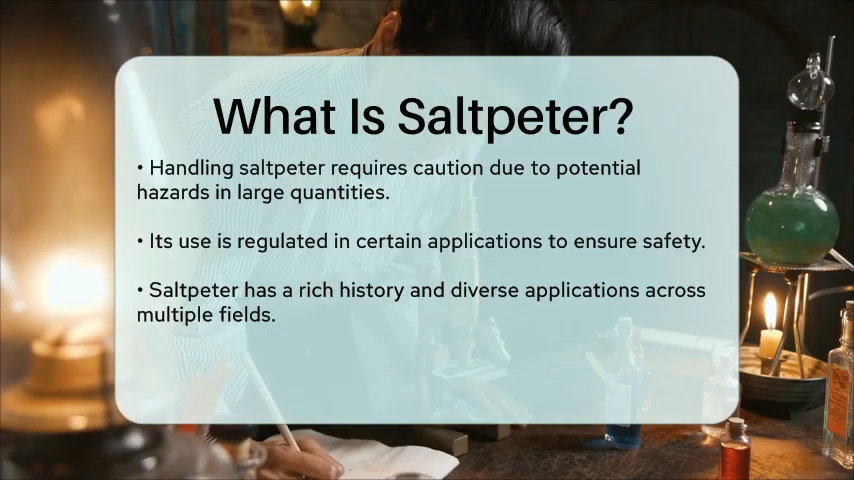 What Is Saltpeter?
• Handling saltpeter requires caution due to potential
hazards in large quantities.
• Its use is regulated in certain applications to ensure safety.
• Saltpeter has a rich history and diverse applications across
multiple fields.